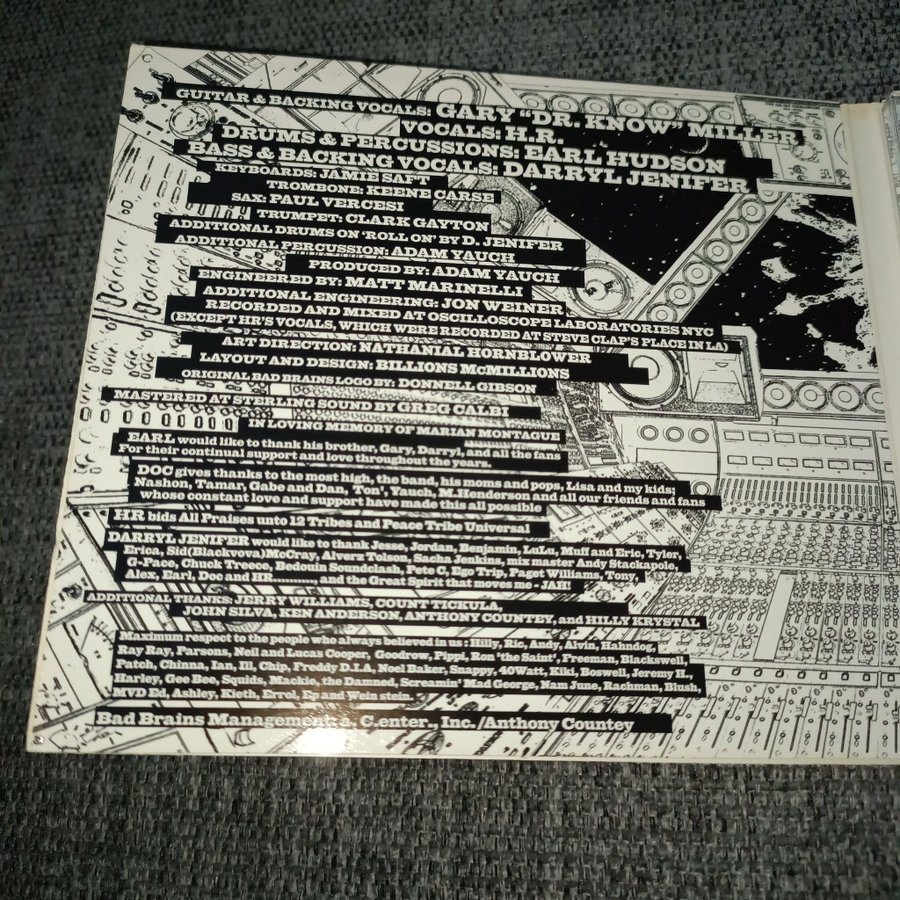 GUITAR & BACKING VOCALS: GARY "DR. KNOW" MILLER
VOCALS: H.R.
DRUMS & PERCUSSIONS: EARL HUDSON
BASS & BACKING VOCALS: DARRYL JENIFER
KEYBOARDS: JAMIE SAFT
TROMBONE: KEENE CARSE
SAX: PAUL VERCESI
TRUMPET: CLARK GAYTON
ADDITIONAL DRUMS ON 'ROLL ON' BY D. JENIFER
ADDITIONAL PERCUSSION: ADAM YAUCH
PRODUCED BY: ADAM YAUCH
ENGINEERED BY: MATT MARINELLI
ADDITIONAL ENGINEERING: JON WEINER
RECORDED AND MIXED AT OSCILLOSCOPE LABORATORIES NYC
(EXCEPT HR'S VOCALS, WHICH WERE RECORDED AT STEVE CLAP'S PLACE IN LA)
ART DIRECTION: NATHANIAL HORNBLOWER
LAYOUT AND DESIGN: BILLIONS McMILLIONS
ORIGINAL BAD BRAINS LOGO BY: DONNELL GIBSON
MASTERED AT STERLING SOUND BY GREG CALBI
IN LOVING MEMORY OF MARIAN MONTAGUE
EARL would like to thank his brother, Gary, Darryl, and all the fans
For their continual support and love throughout the years.
DOC gives thanks to the most high, the band, his moms and pops, Lisa and my kids;
Nashon, Tamar, Gabe and Dan, Ton', Yauch, M.Henderson and all our friends and fans
whose constant love and support has made this all possible
HR bids All Praises unto 12 Tribes and Peace Tribe Universal
DARRYL JENIFER would like to thank Jesse, Jordan, Benjamin, LuLu, Muff and Eric, Tyler,
Erica, Sid(Blackvova)McCray, Alverx Tolson, Sacha Jenkins, mix master Andy Stackapole,
G-Pace, Chuck Treece, Bedouin Soundclash, Pete C, Ego Trip, Paget Williams, Tony,
Alex, Earl, Doc and HR and the Great Spirit that moves me - JAH!
ADDITIONAL THANKS: JERRY WILLIAMS, COUNT TICKULA,
JOHN SILVA, KEN ANDERSON, ANTHONY COUNTEY, and HILLY KRYSTAL
Maximum respect to the people who always believed in us : Hilly, Ric, Andy, Alvin, Hahndog,
Ray Ray, Parsons, Neil and Lucas Cooper, Goodrow, Pippi, Ron 'the Saint', Freeman, Blackswell,
Patch, Chinna, Ian, Ill, Chip, Freddy D.I.A, Noel Baker, Snappy, 40Watt, Kiki, Boswell, Jeremy H.,
Harley, Gee Bee, Squids, Mackie, the Damned, Screamin' Mad George, Nam June, Rachman, Blush,
MVD Ed, Ashley, Kieth, Errol, Ep and Wein stein.
Bad Brains Management: a. C.enter., Inc. /Anthony Countey